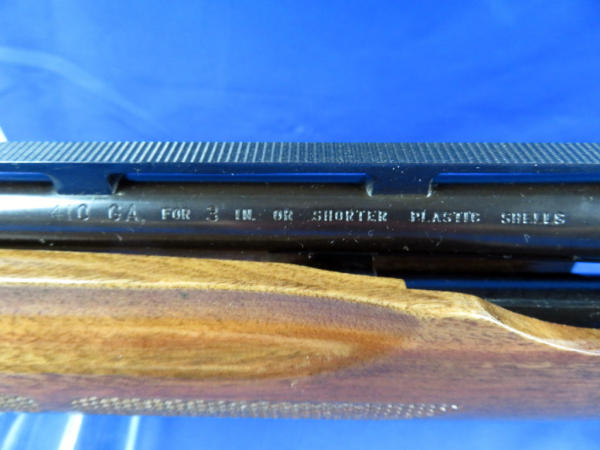 410 GA. FOR 3 IN. OR SHORTER PLASTIC SHELLS